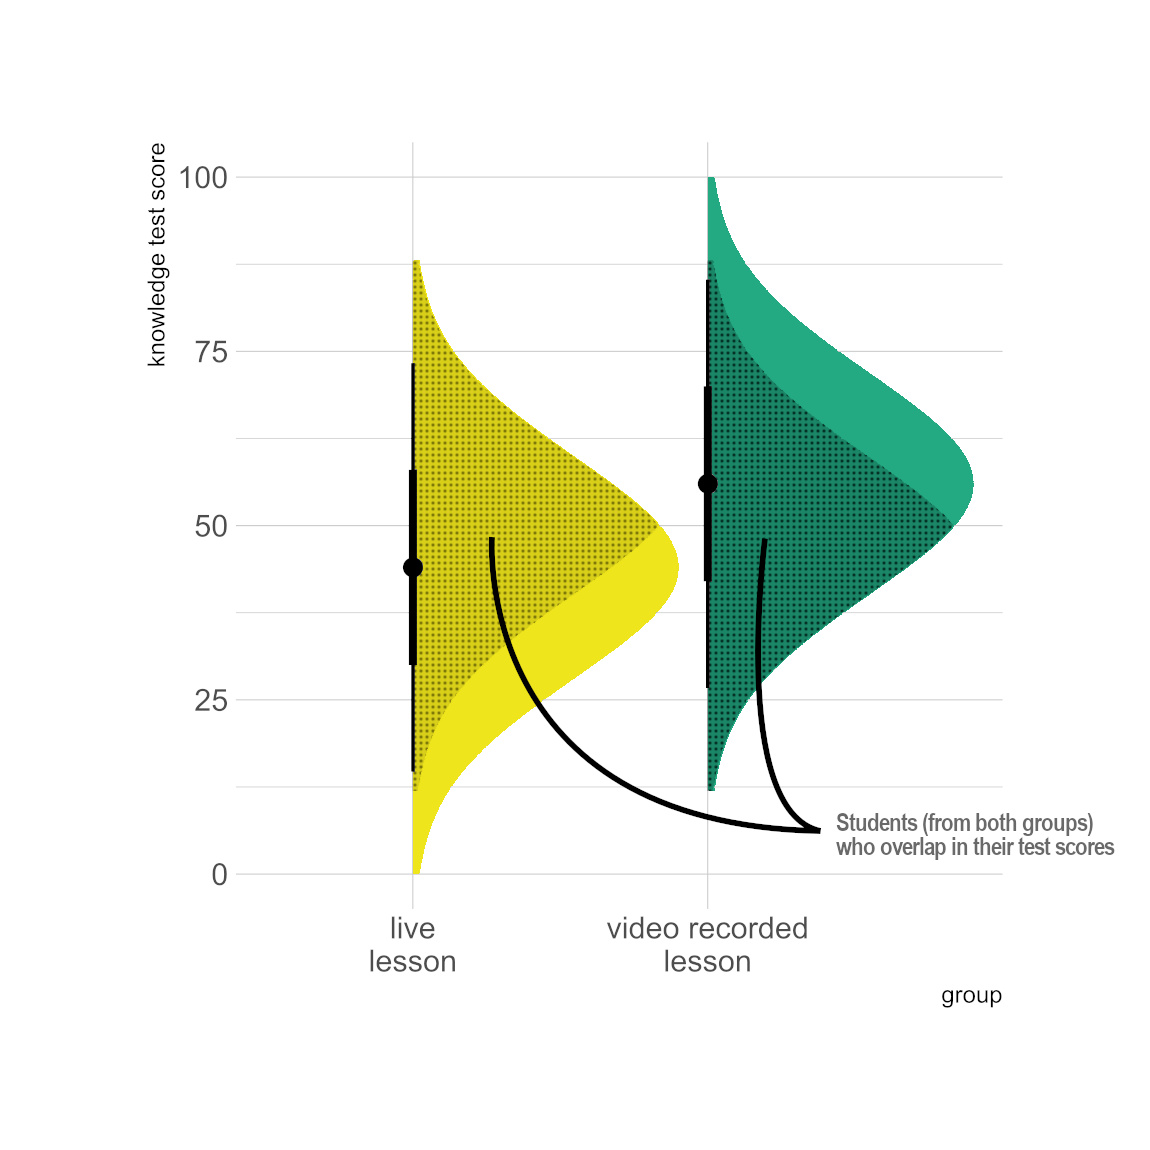 knowledge test score
100
75
50
25
0
Students (from both groups)
who overlap in their test scores
live
lesson
video recorded
lesson
group